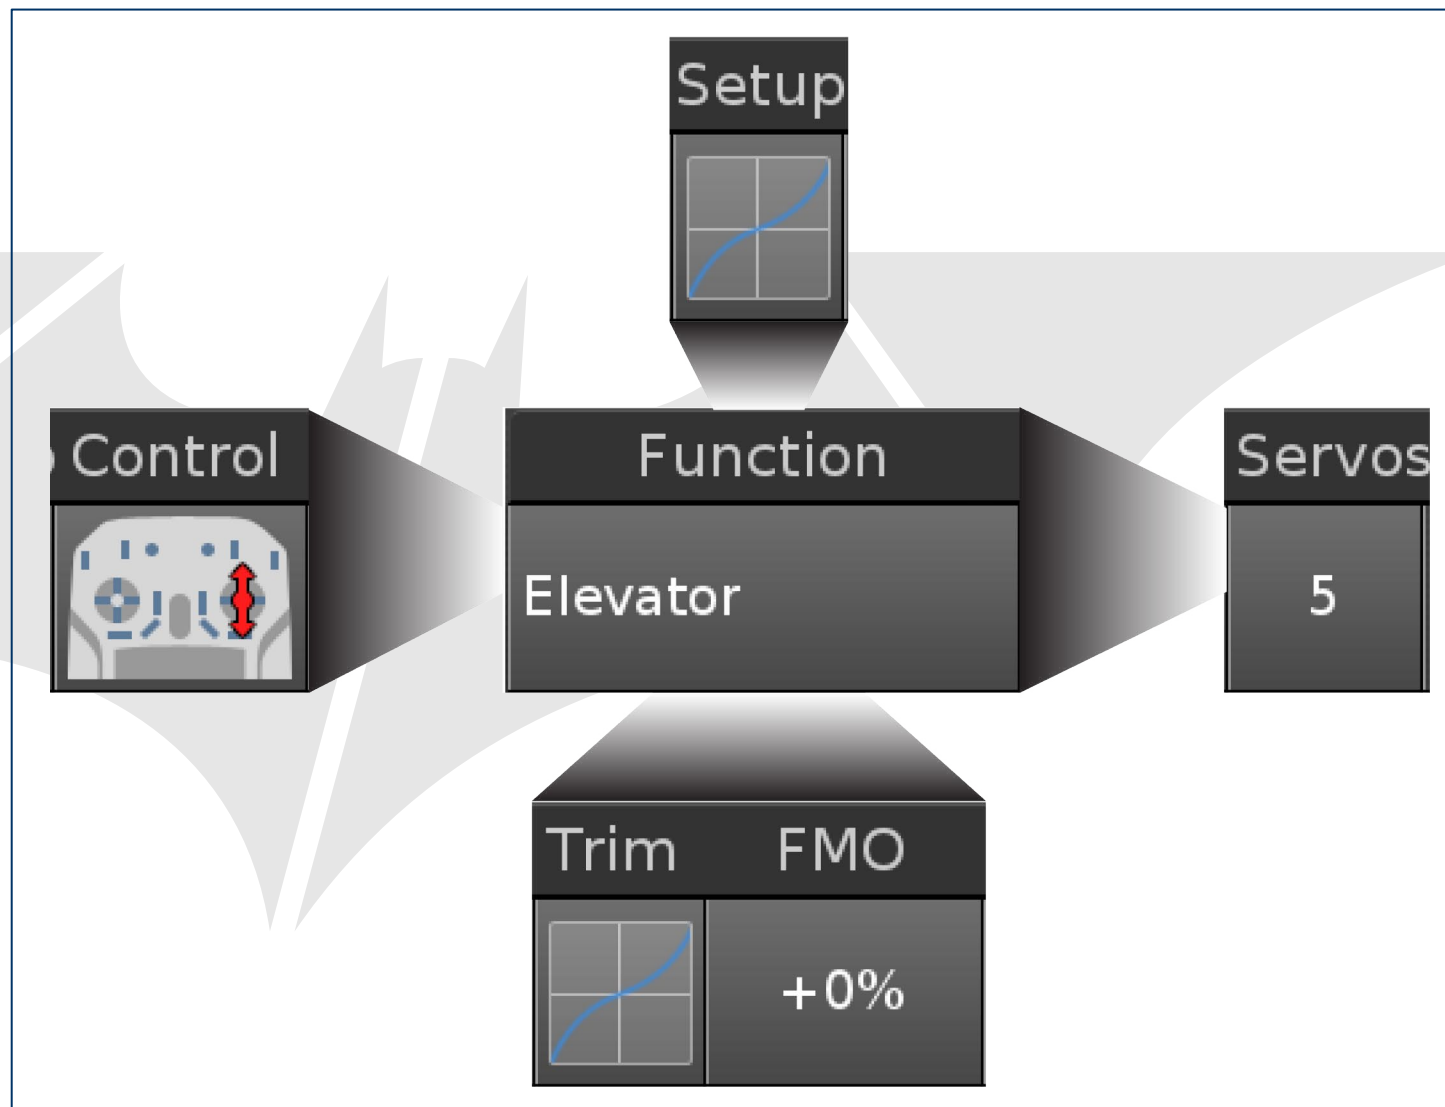 Setup
Control
Function
Servos
Elevator
5
Trim
FMO
+0%